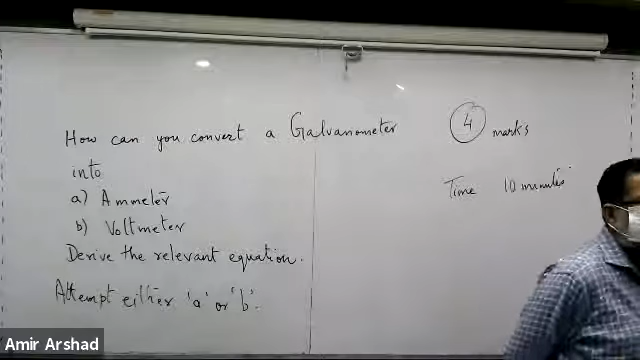 How can you convert a Galvanometer
into
a) Ammeter
b) Voltmeter
Derive the relevant equation.
Attempt either 'a' or 'b'.
4 marks
Time 10 minutes
Amir Arshad